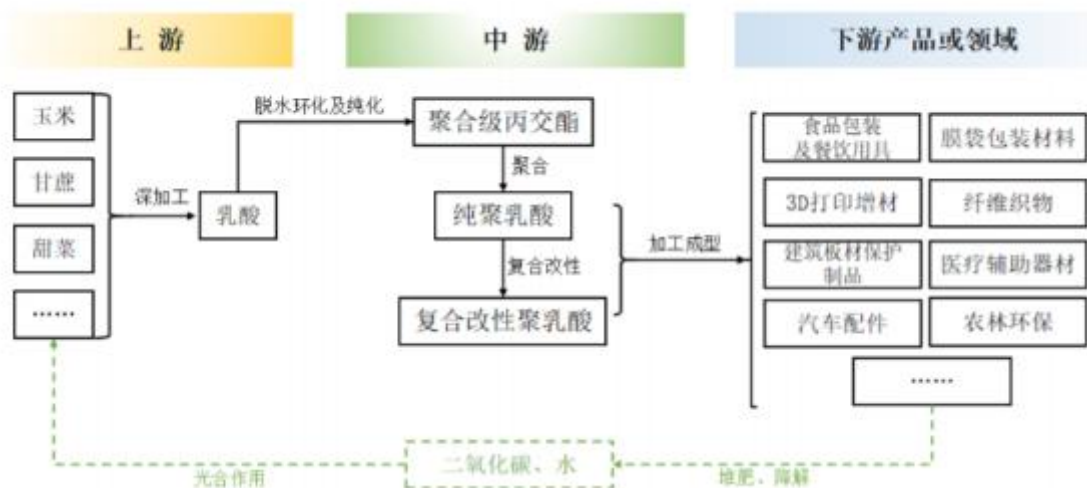 上 游
中 游
下游产品或领域
玉米
甘蔗
甜菜
……
深加工
乳酸
脱水环化及纯化
聚合级丙交酯
聚合
纯聚乳酸
复合改性
复合改性聚乳酸
加工成型
食品包装
及餐饮用具
膜袋包装材料
3D打印增材
纤维织物
建筑板材保护
制品
医疗辅助器材
汽车配件
农林环保
……
二氧化碳、水
光合作用
堆肥、降解